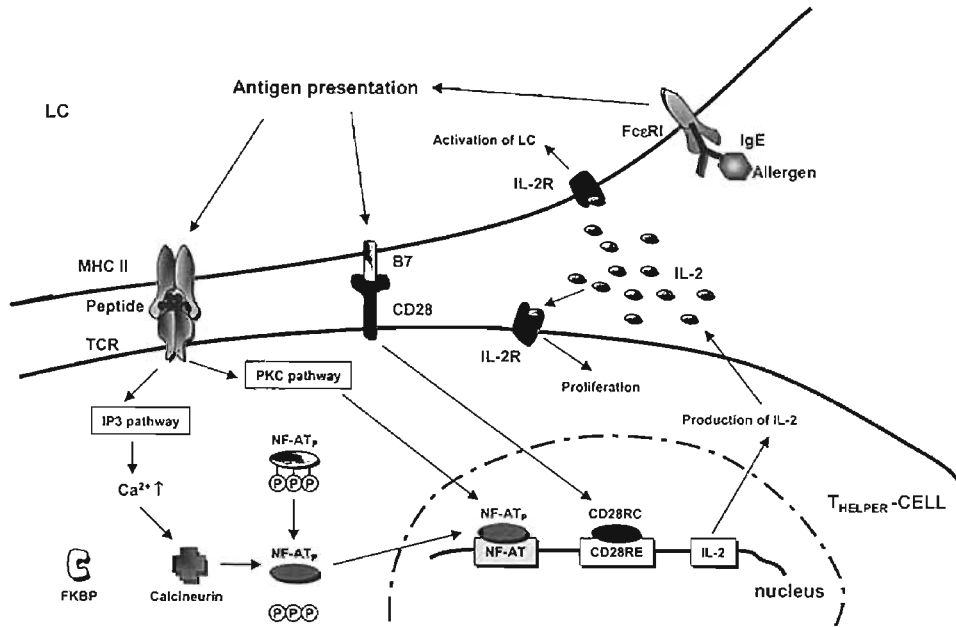 Antigen presentation
LC
FcεRI
IgE
Allergen
Activation of LC
IL-2R
MHC II
B7
IL-2
Peptide
CD28
TCR
IL-2R
PKC pathway
Proliferation
IP3 pathway
Production of IL-2
NF-ATP
P P P
Ca2+ ↑
THELPER-CELL
NF-ATP
CD28RC
NF-ATP
NF-AT
CD28RE
IL-2
FKBP
Calcineurin
nucleus
P P P